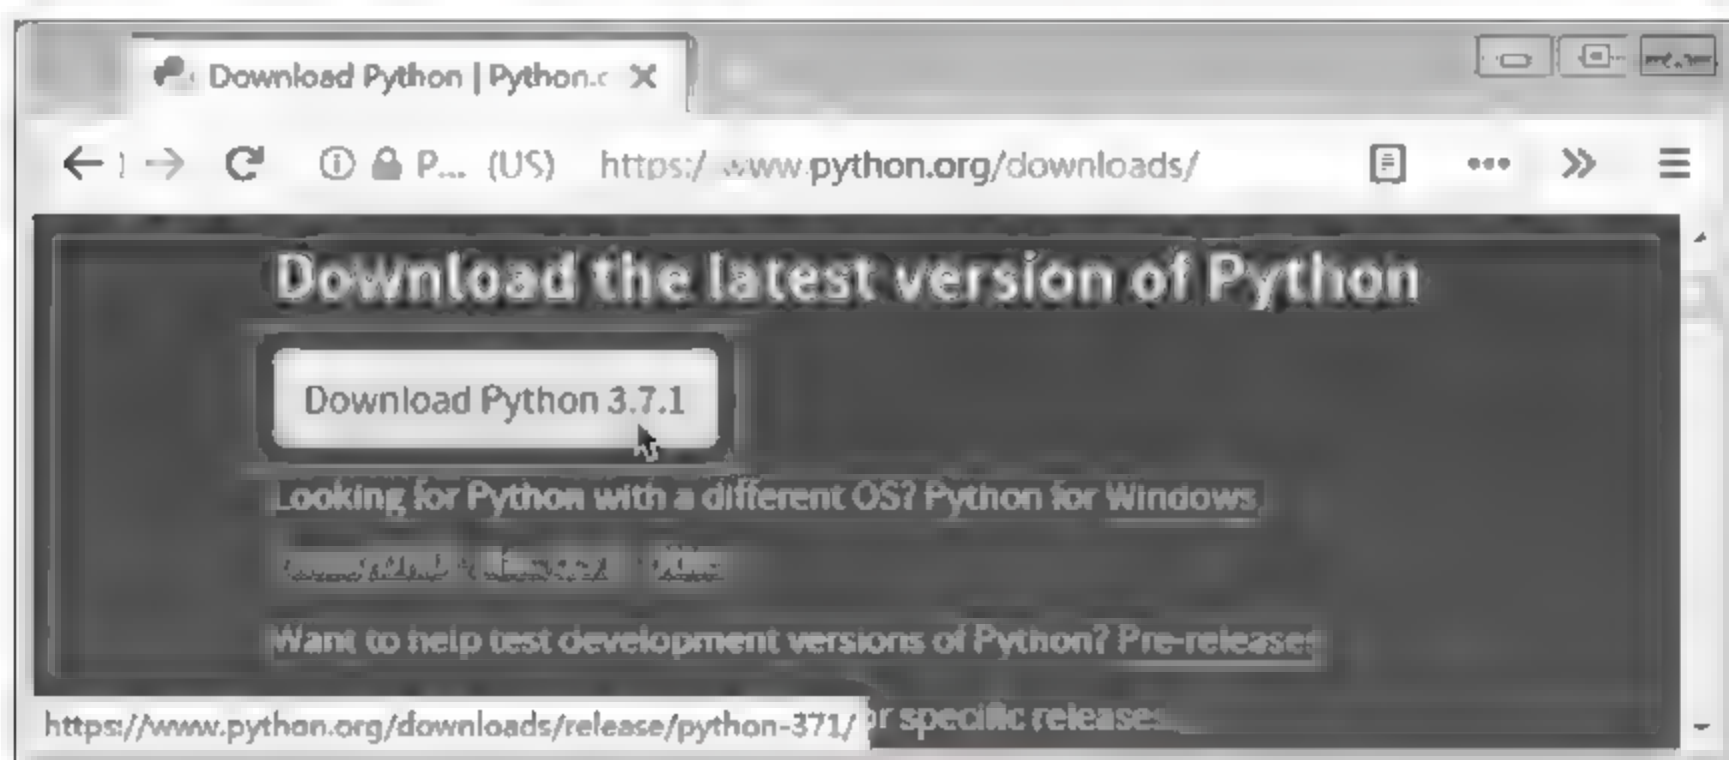 Download Python | Python.c
P... (US) https:/ www.python.org/downloads/
Download the latest version of Python
Download Python 3.7.1
Looking for Python with a different OS? Python for Windows,
Want to help test development versions of Python? Pre-releases
https://www.python.org/downloads/release/python-371/ r specific releases